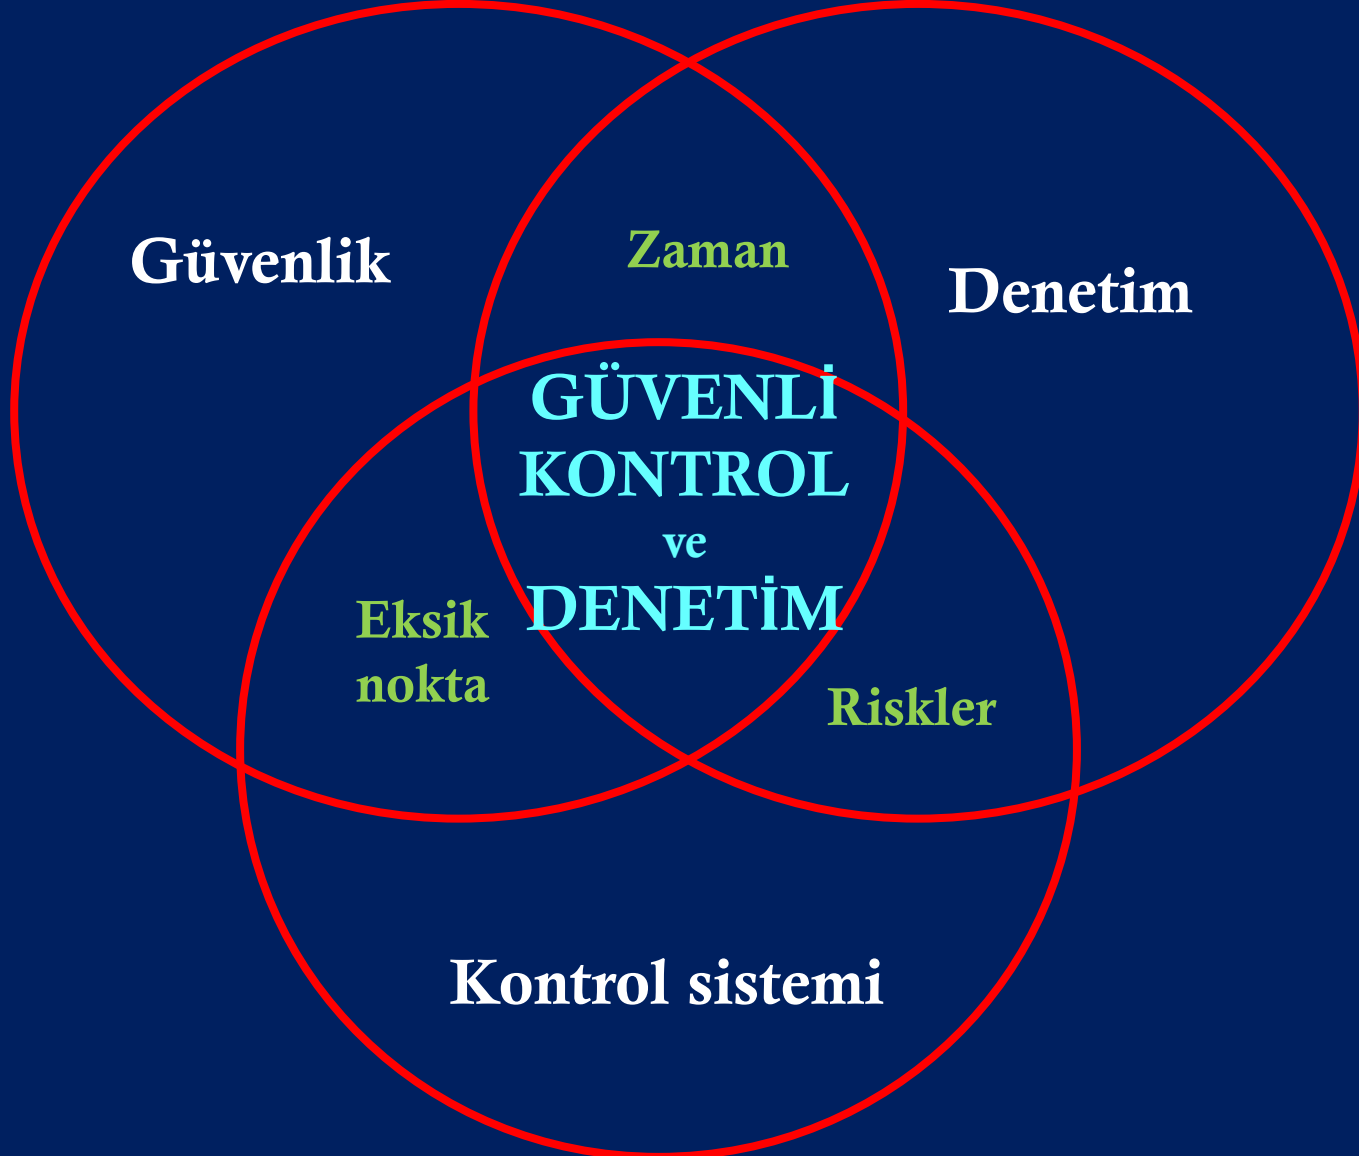 Güvenlik
Zaman
Denetim
GÜVENLİ
KONTROL
ve
DENETİM
Eksik
nokta
Riskler
Kontrol sistemi